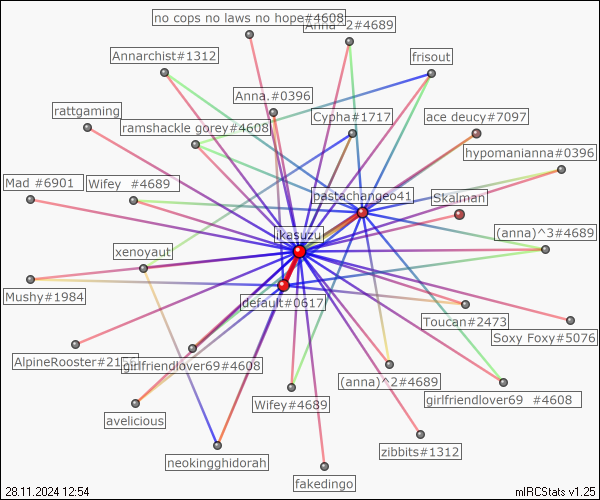 no cops no laws no hope#4608
Anna^2#4689
Annarchist#1312
frisout
Anna.#0396
rattgaming
Cypha#1717
ace deucy#7097
ramshackle gorey#4608
hypomanianna#0396
Mad #6901
Wifey #4689
pastachange041
Skalman
ikasuzu
(anna)^3#4689
xenoyaut
Mushy#1984
default#0617
Toucan#2473
Soxy Foxy#5076
girlfriendlover69#4608
(anna)^2#4689
avelicious
Wifey#4689
girlfriendlover69 #4608
zibbits#1312
neokingghidorah
fakedingo
28.11.2024 12:54
mIRCStats v1.25